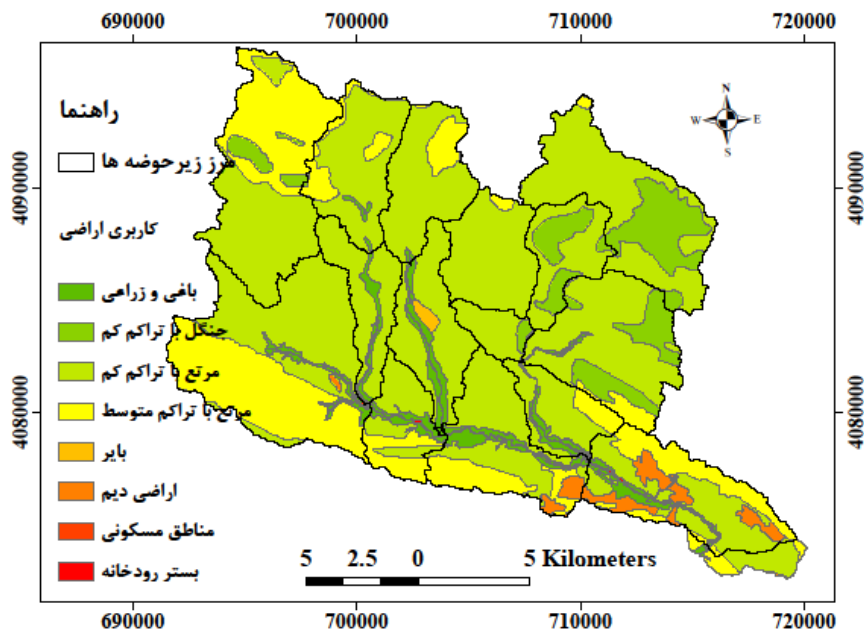 690000 700000 710000 720000
4090000
4080000
N
W E
S
راهنما
مرز زیرحوضه ها
کاربری اراضی
باغی و زراعی
جنگل با تراکم کم
مرتع با تراکم کم
مرتع با تراکم متوسط
بایر
اراضی دیم
مناطق مسکونی
بستر رودخانه
5 2.5 0 5 Kilometers
4090000
4080000
690000 700000 710000 720000